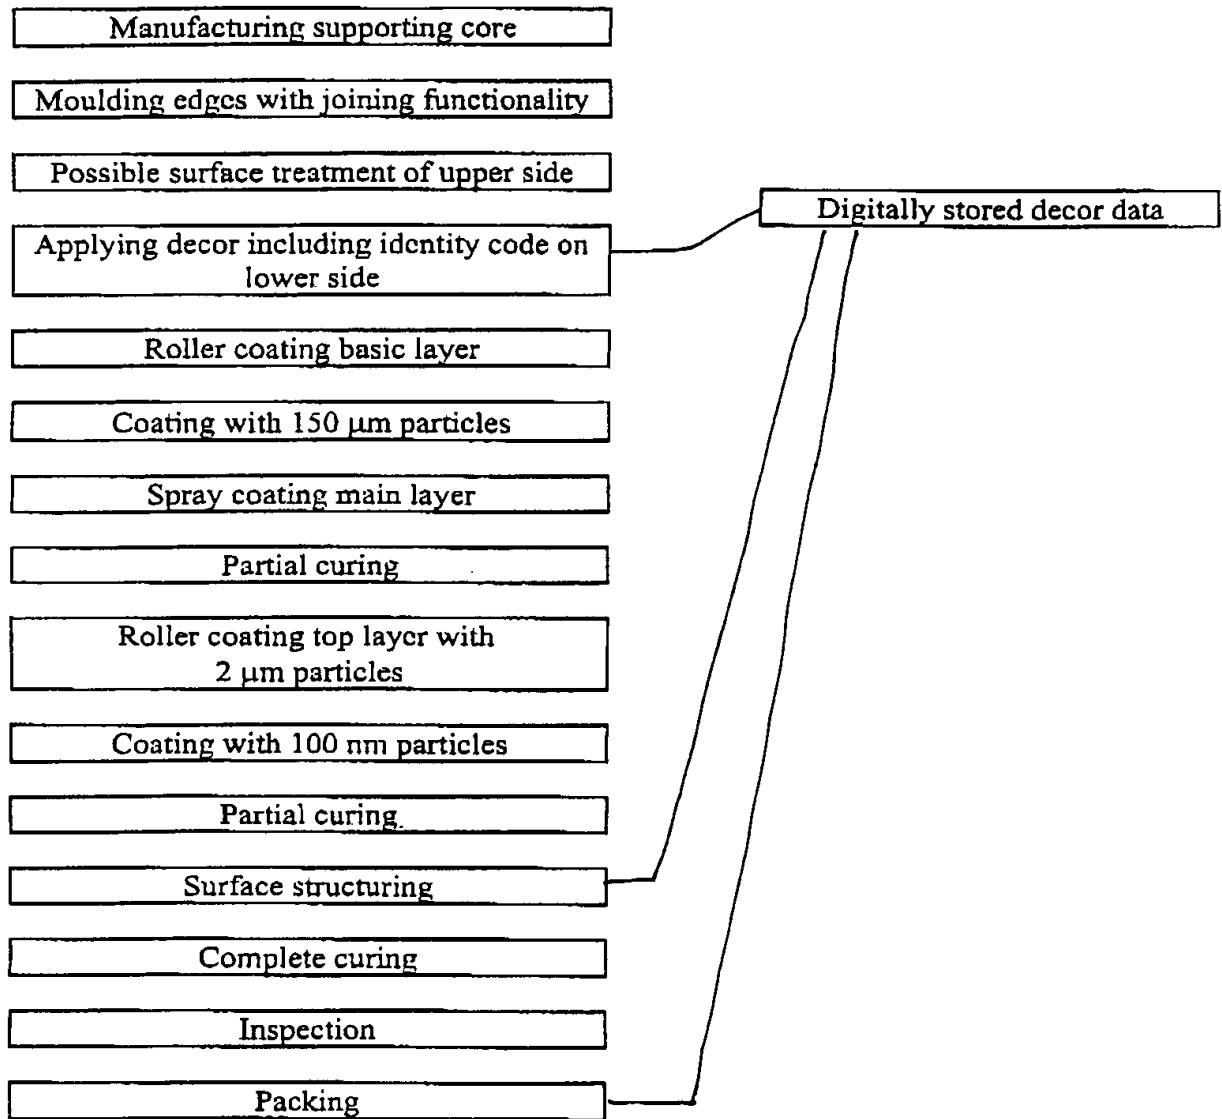 Manufacturing supporting core
Moulding edges with joining functionality
Possible surface treatment of upper side
Digitally stored decor data
Applying decor including identity code on
lower side
Roller coating basic layer
Coating with 150 µm particles
Spray coating main layer
Partial curing
Roller coating top layer with
2 µm particles
Coating with 100 nm particles
Partial curing
Surface structuring
Complete curing
Inspection
Packing